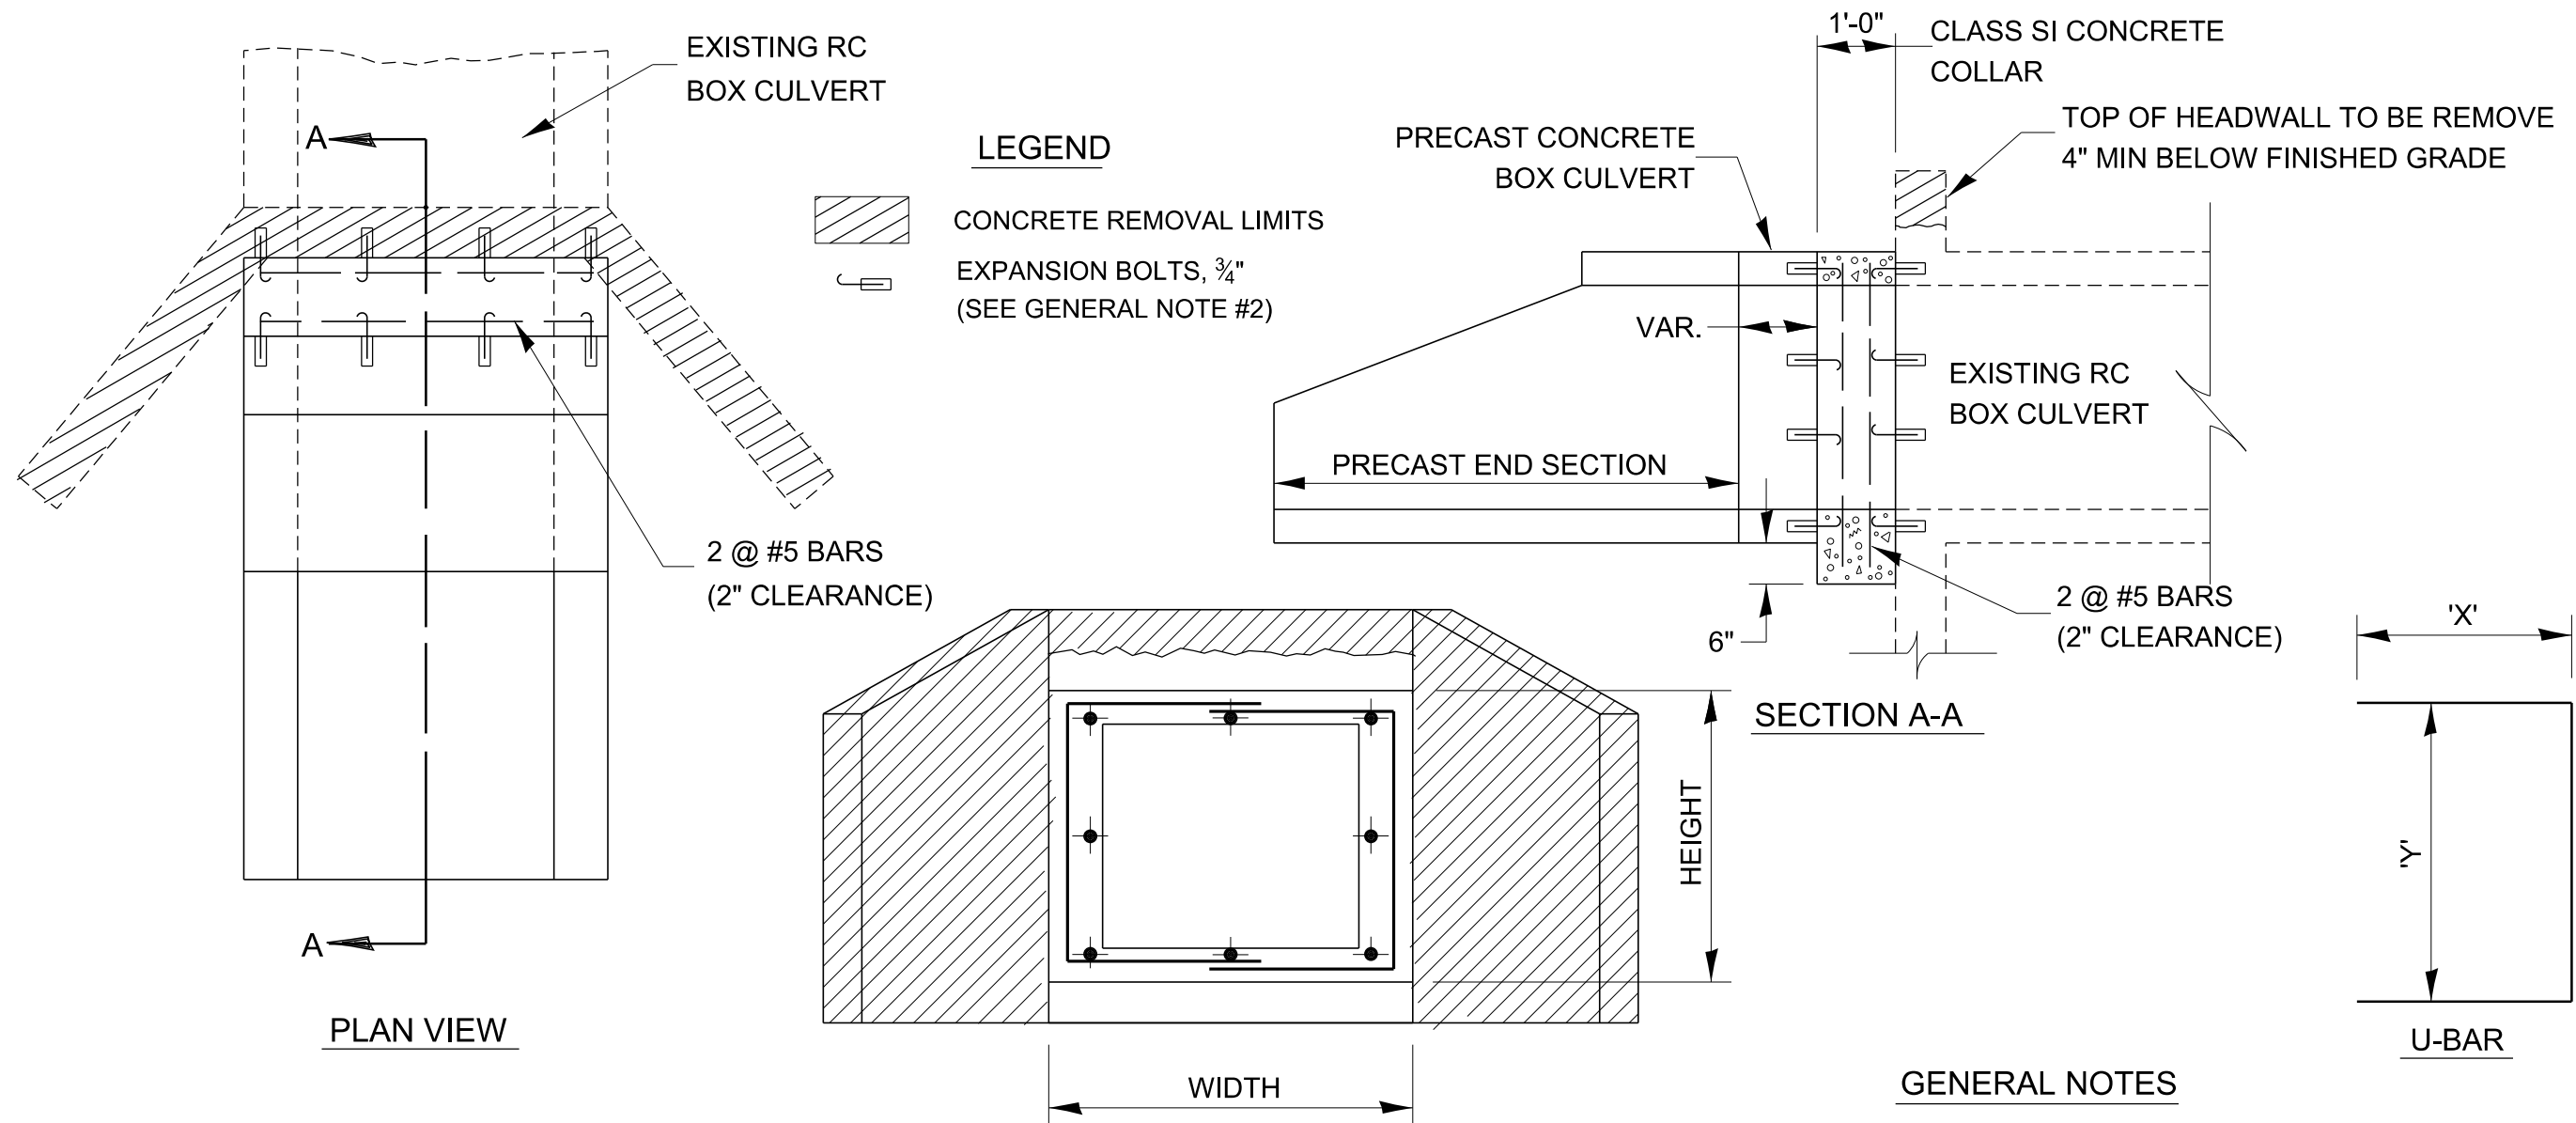 EXISTING RC
BOX CULVERT
A
LEGEND
CONCRETE REMOVAL LIMITS
EXPANSION BOLTS, ¾"
(SEE GENERAL NOTE #2)
2 @ #5 BARS
(2" CLEARANCE)
A
PLAN VIEW
1'-0"
CLASS SI CONCRETE
COLLAR
TOP OF HEADWALL TO BE REMOVE
4" MIN BELOW FINISHED GRADE
PRECAST CONCRETE
BOX CULVERT
VAR.
EXISTING RC
BOX CULVERT
PRECAST END SECTION
2 @ #5 BARS
(2" CLEARANCE)
6"
SECTION A-A
HEIGHT
WIDTH
'X'
'Y'
U-BAR
GENERAL NOTES